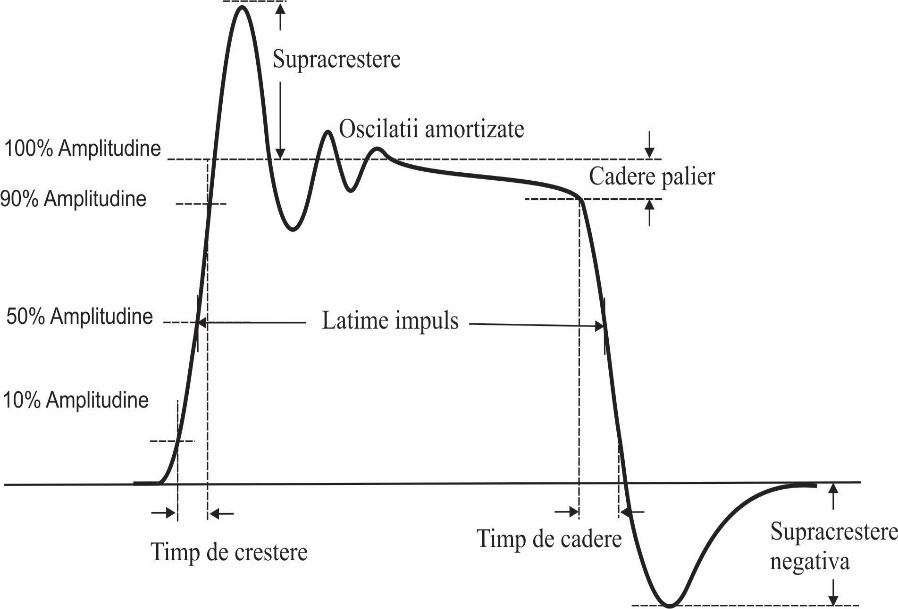 Supracrestere
Oscilatii amortizate
100% Amplitudine
Cadere palier
90% Amplitudine
50% Amplitudine
Latime impuls
10% Amplitudine
Timp de crestere
Timp de cadere
Supracrestere
negativa